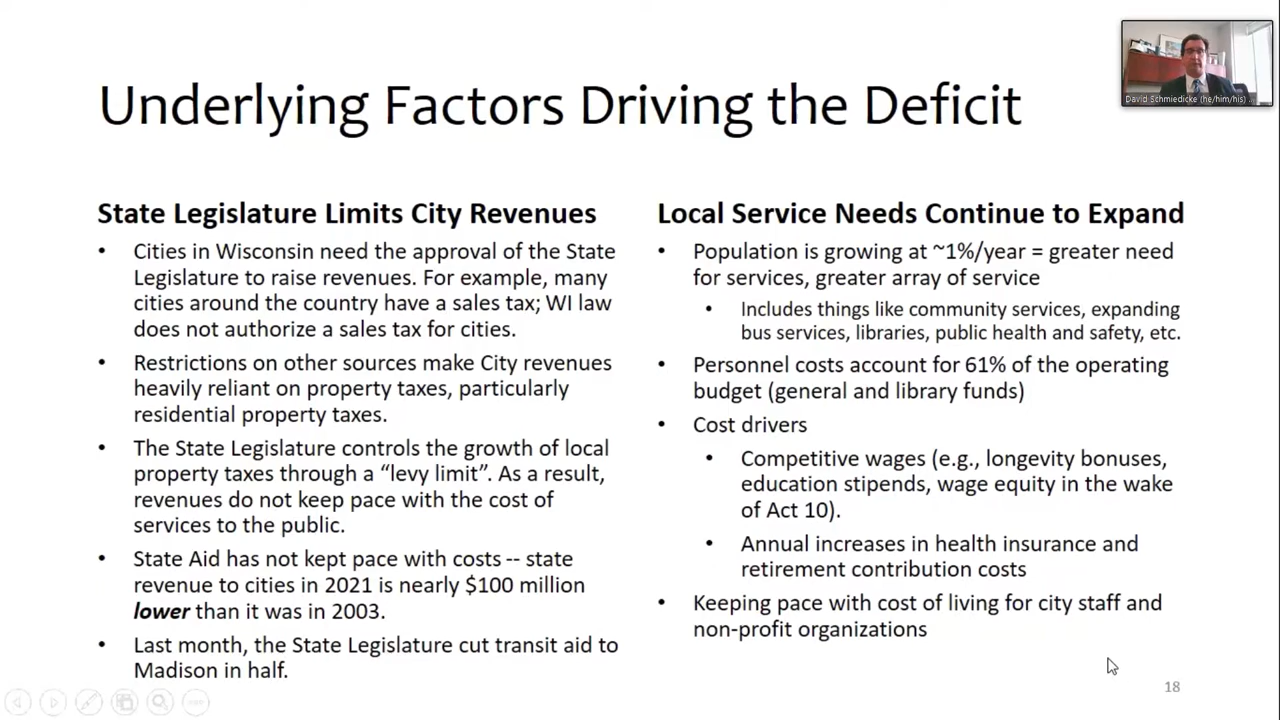 Underlying Factors Driving the Deficit
David Schmiedicke (he/him/his)
State Legislature Limits City Revenues
• Cities in Wisconsin need the approval of the State
Legislature to raise revenues. For example, many
cities around the country have a sales tax; WI law
does not authorize a sales tax for cities.
• Restrictions on other sources make City revenues
heavily reliant on property taxes, particularly
residential property taxes.
• The State Legislature controls the growth of local
property taxes through a “levy limit”. As a result,
revenues do not keep pace with the cost of
services to the public.
• State Aid has not kept pace with costs -- state
revenue to cities in 2021 is nearly $100 million
lower than it was in 2003.
• Last month, the State Legislature cut transit aid to
Madison in half.
Local Service Needs Continue to Expand
• Population is growing at ~1%/year = greater need
for services, greater array of service
• Includes things like community services, expanding
bus services, libraries, public health and safety, etc.
• Personnel costs account for 61% of the operating
budget (general and library funds)
• Cost drivers
• Competitive wages (e.g., longevity bonuses,
education stipends, wage equity in the wake
of Act 10).
• Annual increases in health insurance and
retirement contribution costs
• Keeping pace with cost of living for city staff and
non-profit organizations
18